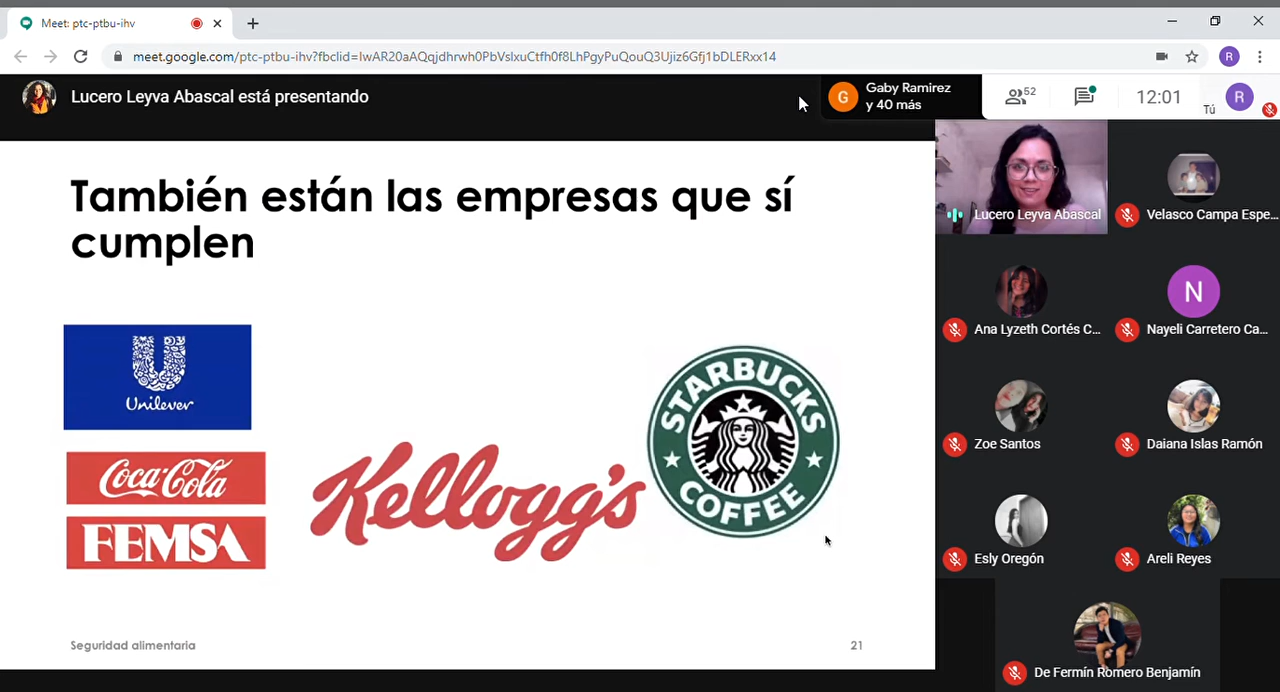 Meet: ptc-ptbu-ihv
meet.google.com/ptc-ptbu-ihv?fbclid=IwAR20aAQqjdhrwh0PbVslxuCtfh0f8LhPgyPuQouQ3Ujiz6Gfj1bDLERxx14
R
Lucero Leyva Abascal está presentando
G
Gaby Ramirez
y 40 más
52
12:01
Tú
R
También están las empresas que sí
cumplen
Unilever
Coca-Cola
FEMSA
Kellogg's
STARBUCKS
COFFEE
Seguridad alimentaria
21
Lucero Leyva Abascal
Velasco Campa Espe...
Ana Lyzeth Cortés C...
N
Nayeli Carretero Ca...
Zoe Santos
Daiana Islas Ramón
Esly Oregón
Areli Reyes
De Fermín Romero Benjamín